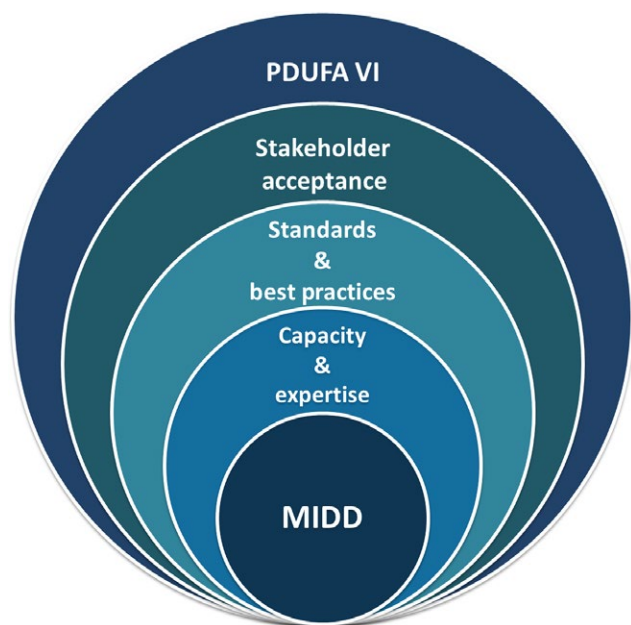 PDUFA VI
Stakeholder
acceptance
Standards
&
best practices
Capacity
&
expertise
MIDD